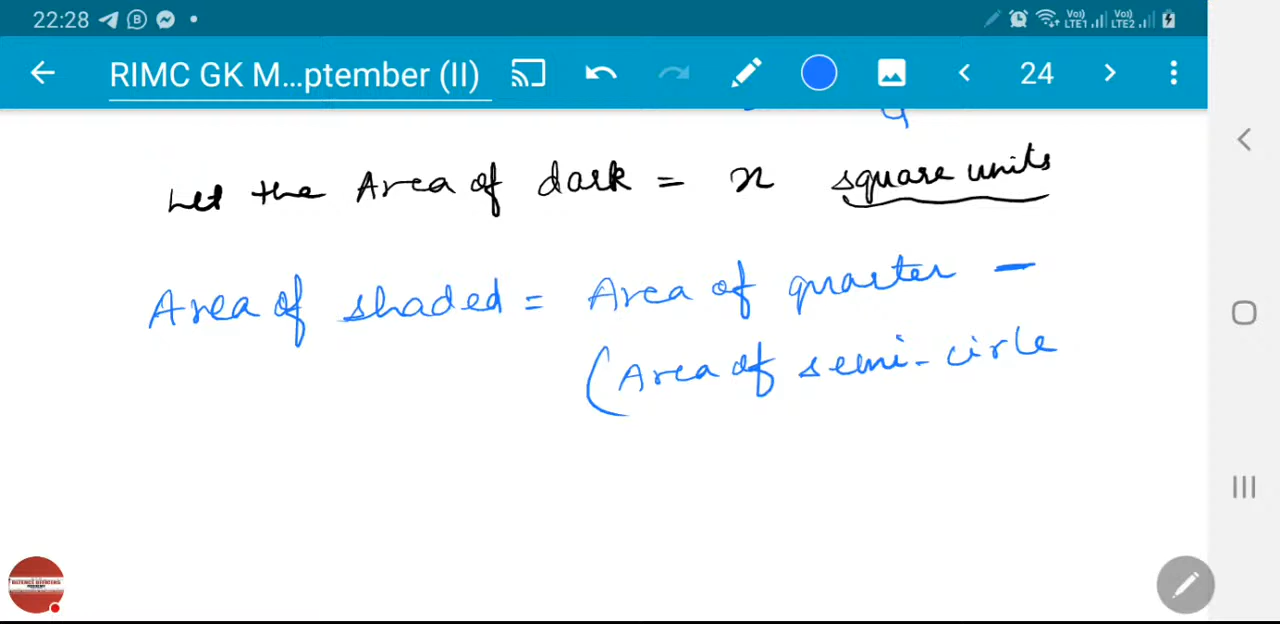 22:28
RIMC GK M...ptember (II)
24
Let the Area of dark = x square units
Area of shaded = Area of quarter -
(Area of semi-cirle